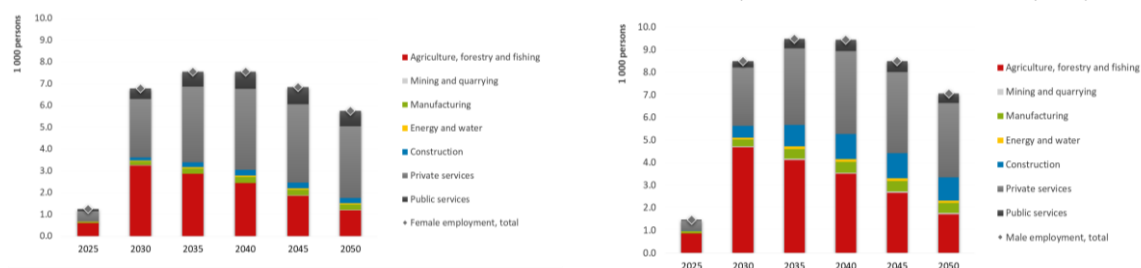 1 000 persons
10.0
9.0
8.0
7.0
6.0
5.0
4.0
3.0
2.0
1.0
0.0
2025 2030 2035 2040 2045 2050
Agriculture, forestry and fishing
Mining and quarrying
Manufacturing
Energy and water
Construction
Private services
Public services
Female employment, total
1 000 persons
10.0
9.0
8.0
7.0
6.0
5.0
4.0
3.0
2.0
1.0
0.0
2025 2030 2035 2040 2045 2050
Agriculture, forestry and fishing
Mining and quarrying
Manufacturing
Energy and water
Construction
Private services
Public services
Male employment, total